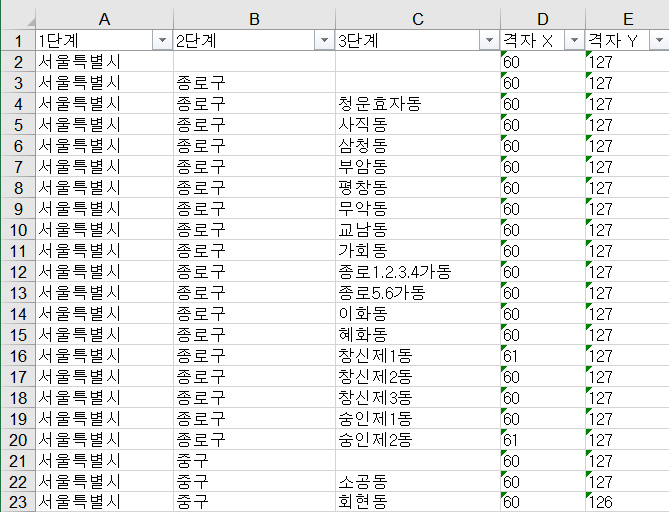 A B C D E
1 1단계 2단계 3단계 격자 X 격자 Y
2 서울특별시 60 127
3 서울특별시 종로구 60 127
4 서울특별시 종로구 청운효자동 60 127
5 서울특별시 종로구 사직동 60 127
6 서울특별시 종로구 삼청동 60 127
7 서울특별시 종로구 부암동 60 127
8 서울특별시 종로구 평창동 60 127
9 서울특별시 종로구 무악동 60 127
10 서울특별시 종로구 교남동 60 127
11 서울특별시 종로구 가회동 60 127
12 서울특별시 종로구 종로1.2.3.4가동 60 127
13 서울특별시 종로구 종로5.6가동 60 127
14 서울특별시 종로구 이화동 60 127
15 서울특별시 종로구 혜화동 60 127
16 서울특별시 종로구 창신제1동 61 127
17 서울특별시 종로구 창신제2동 60 127
18 서울특별시 종로구 창신제3동 60 127
19 서울특별시 종로구 숭인제1동 60 127
20 서울특별시 종로구 숭인제2동 61 127
21 서울특별시 중구 60 127
22 서울특별시 중구 소공동 60 127
23 서울특별시 중구 회현동 60 126